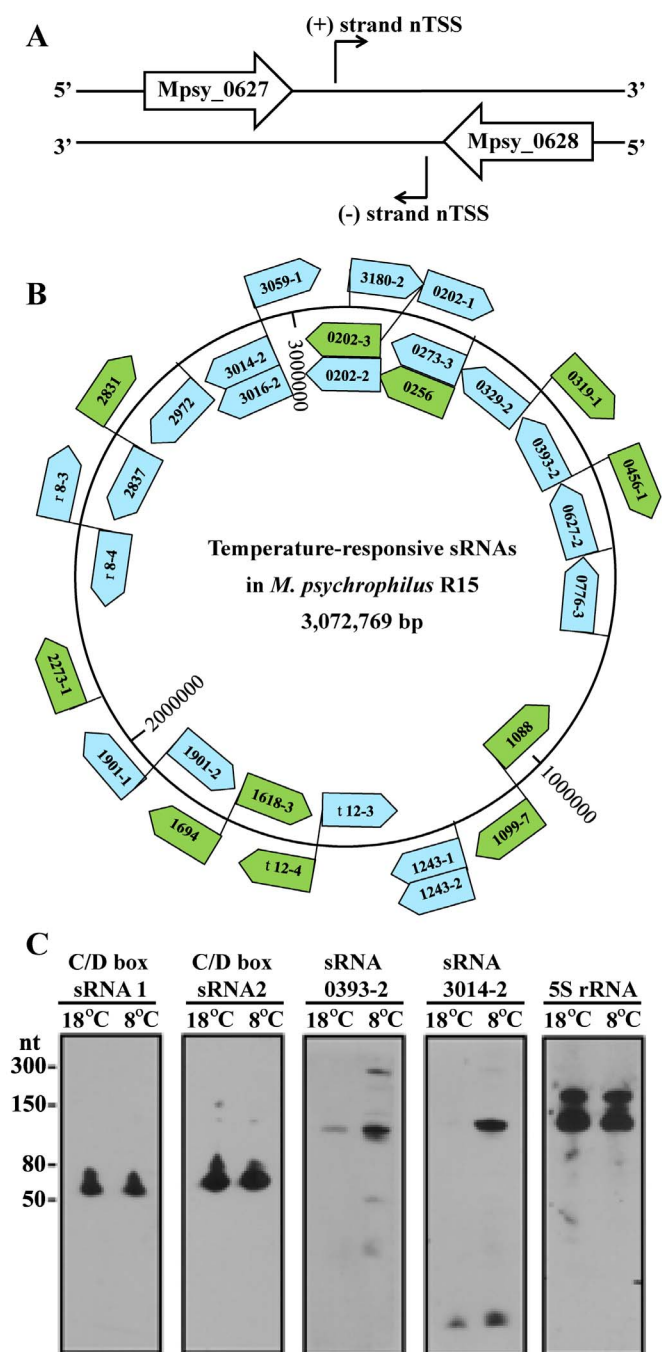 A
(+) strand nTSS
5’
Mpsy_0627
3’
3’
Mpsy_0628
5’
(-) strand nTSS
B
3059-1
3180-2
0202-1
0202-3
0202-2
0273-3
0256
3014-2
3016-2
3000000
0329-2
0319-1
2831
2972
0393-2
0456-1
2837
0627-2
r 8-3
r 8-4
0776-3
Temperature-responsive sRNAs
in M. psychrophilus R15
3,072,769 bp
2273-1
2000000
1901-1
1901-2
1694
1618-3
t 12-4
t 12-3
1088
1000000
1099-7
1243-1
1243-2
C
C/D box
sRNA 1
C/D box
sRNA2
sRNA
0393-2
sRNA
3014-2
5S rRNA
18°C 8°C
18°C 8°C
18°C 8°C
18°C 8°C
18°C 8°C
nt
300
150
80
50